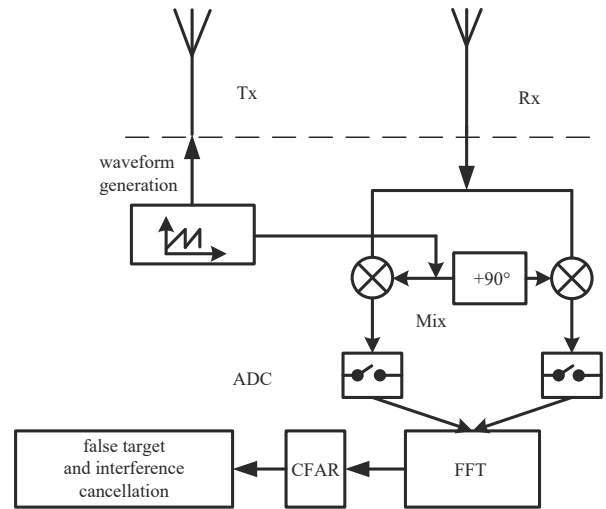 Tx
Rx
waveform
generation
+90°
Mix
ADC
false target
and interference
cancellation
CFAR
FFT